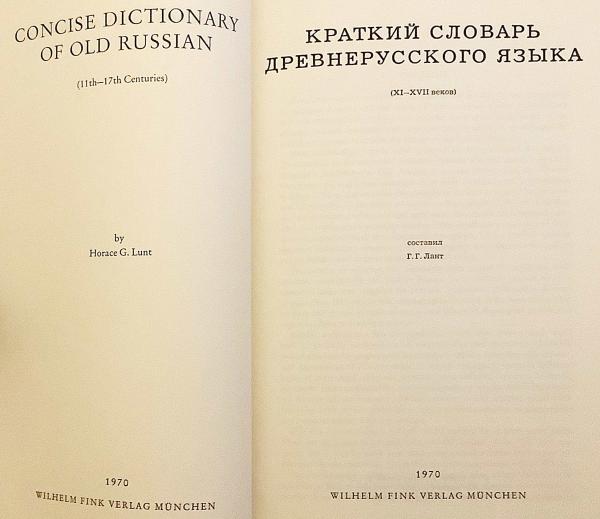 CONCISE DICTIONARY
OF OLD RUSSIAN
(11th—17th Centuries)
by
Horace G. Lunt
1970
WILHELM FINK VERLAG MÜNCHEN
КРАТКИЙ СЛОВАРЬ
ДРЕВНЕРУССКОГО ЯЗЫКА
(XI—XVII веков)
составил
Г. Г. Лант
1970
WILHELM FINK VERLAG MÜNCHEN